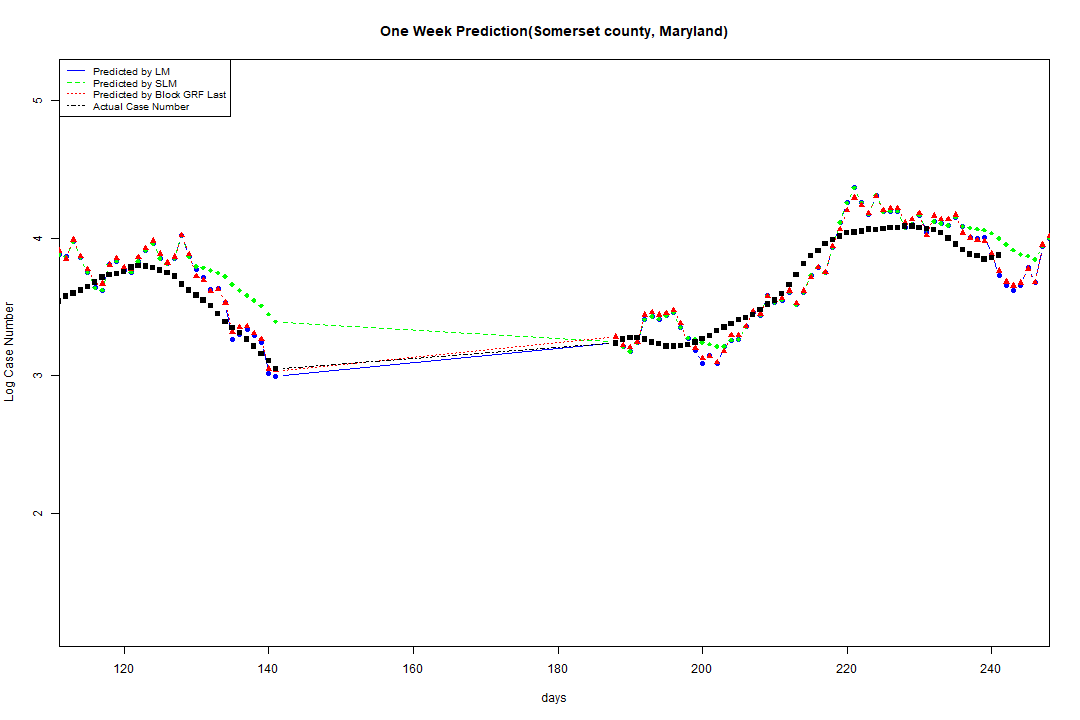 One Week Prediction(Somerset county, Maryland)
Predicted by LM
Predicted by SLM
Predicted by Block GRF Last
Actual Case Number
5
4
3
2
Log Case Number
120 140 160 180 200 220 240
days